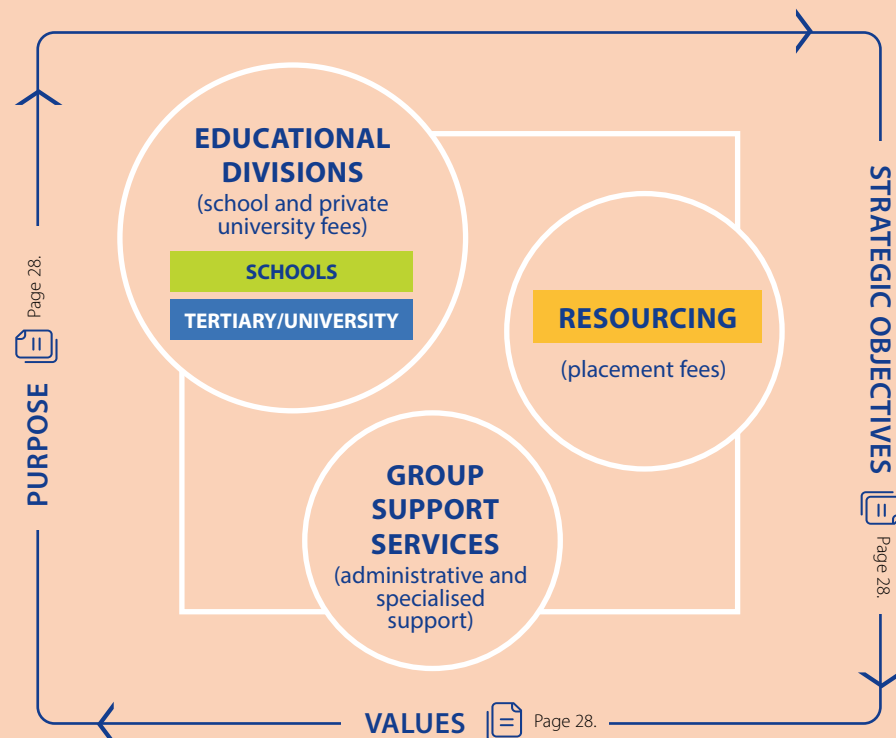 EDUCATIONAL
DIVISIONS
(school and private
university fees)
SCHOOLS
TERTIARY/UNIVERSITY
RESOURCING
(placement fees)
GROUP
SUPPORT
SERVICES
(administrative and
specialised
support)
PURPOSE Page 28.
STRATEGIC OBJECTIVES Page 28.
VALUES Page 28.